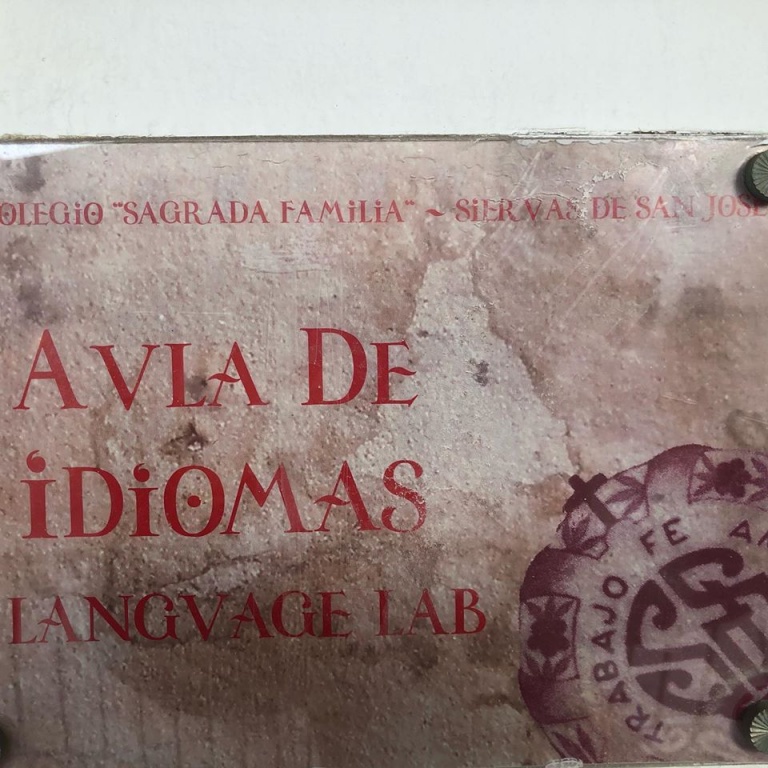 OLEGIO "SAGRADA FAMILIA" ~ SIERVAS DE SAN JOSE
AVLA DE
IDIOMAS
LANGVAGE LAB
TRABAJO FE